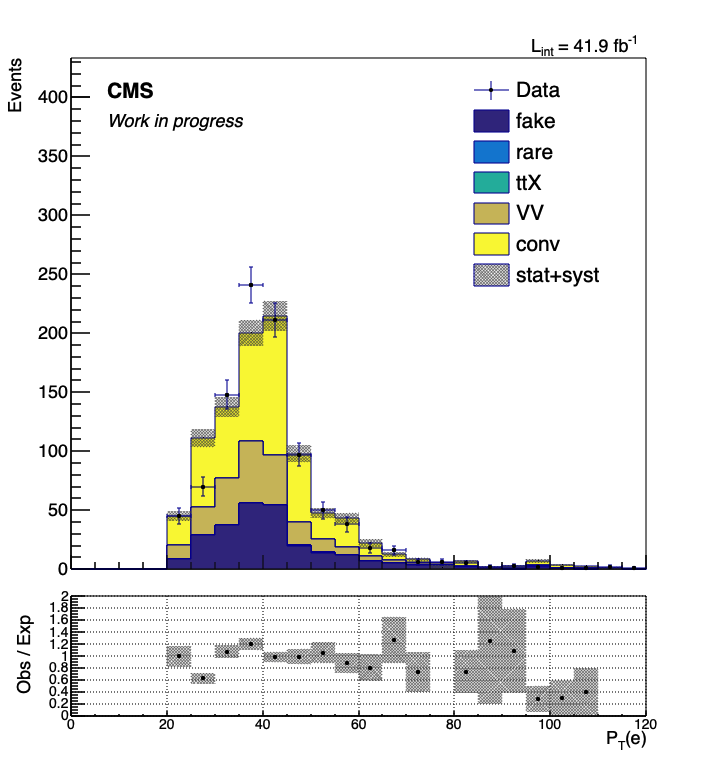 L_int = 41.9 fb^-1
Events
CMS
Work in progress
Data
fake
rare
ttX
VV
conv
stat+syst
400
350
300
250
200
150
100
50
0
Obs / Exp
2
1.8
1.6
1.4
1.2
1
0.8
0.6
0.4
0.2
0
0 20 40 60 80 100 120
P_T(e)